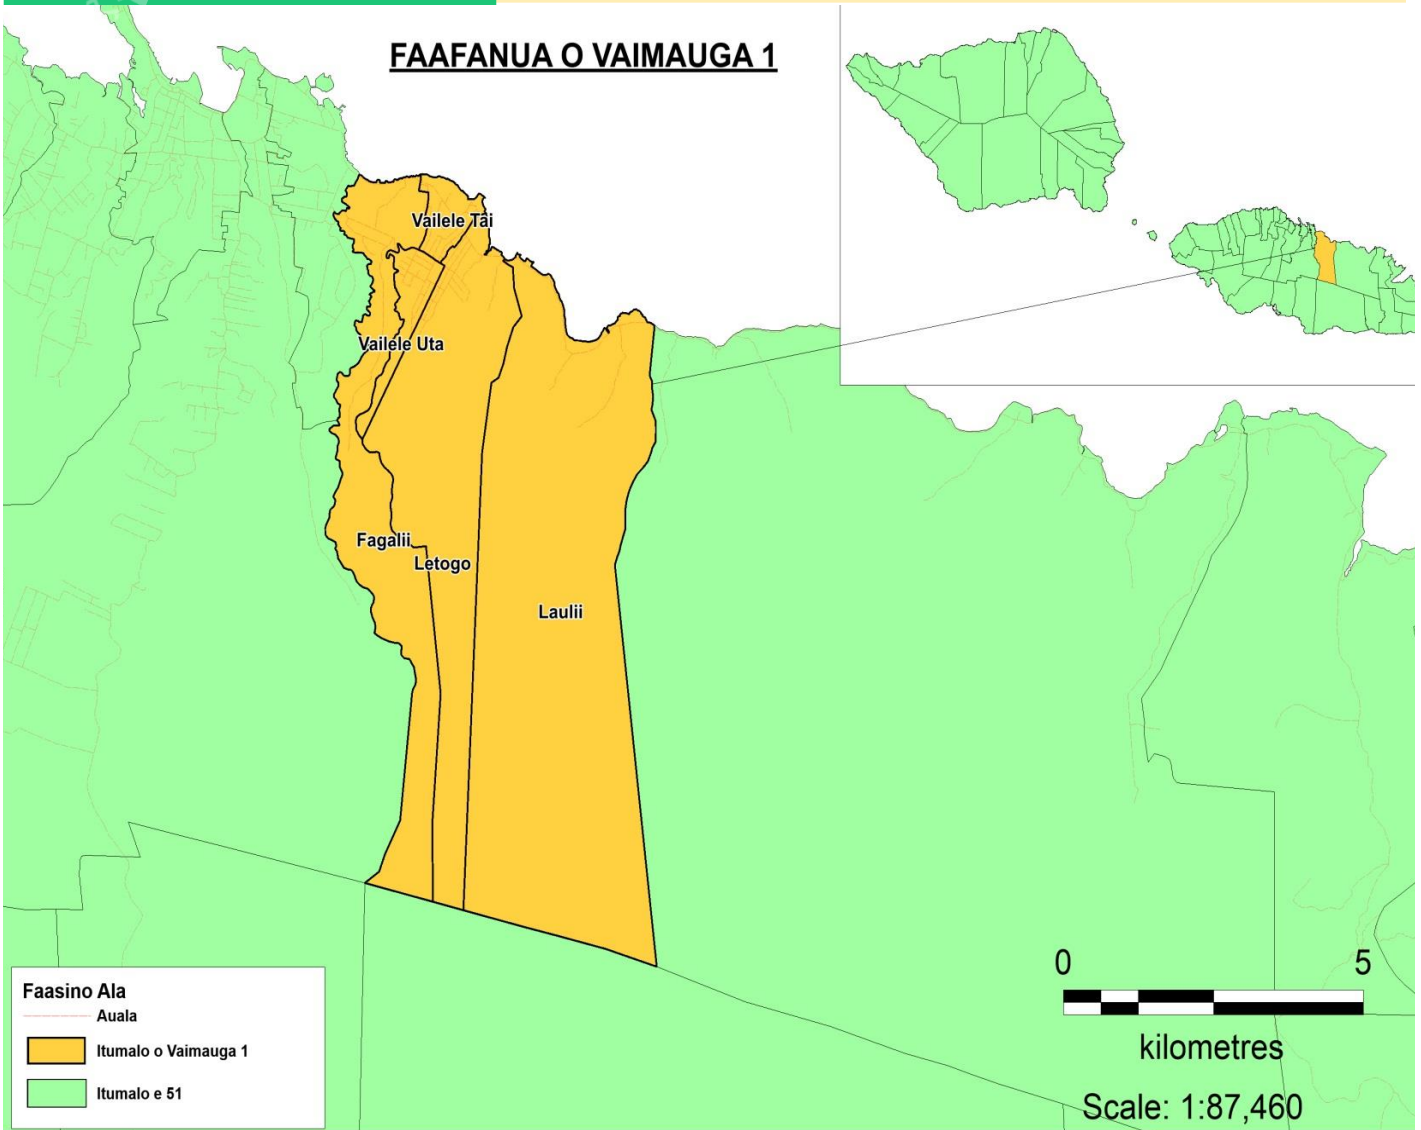 FAAFANUA O VAIMAUGA 1
Vailele Tai
Vailele Uta
Fagalii
Letogo
Laulii
Faasino Ala
Auala
Itumalo o Vaimauga 1
Itumalo e 51
0 5
kilometres
Scale: 1:87,460